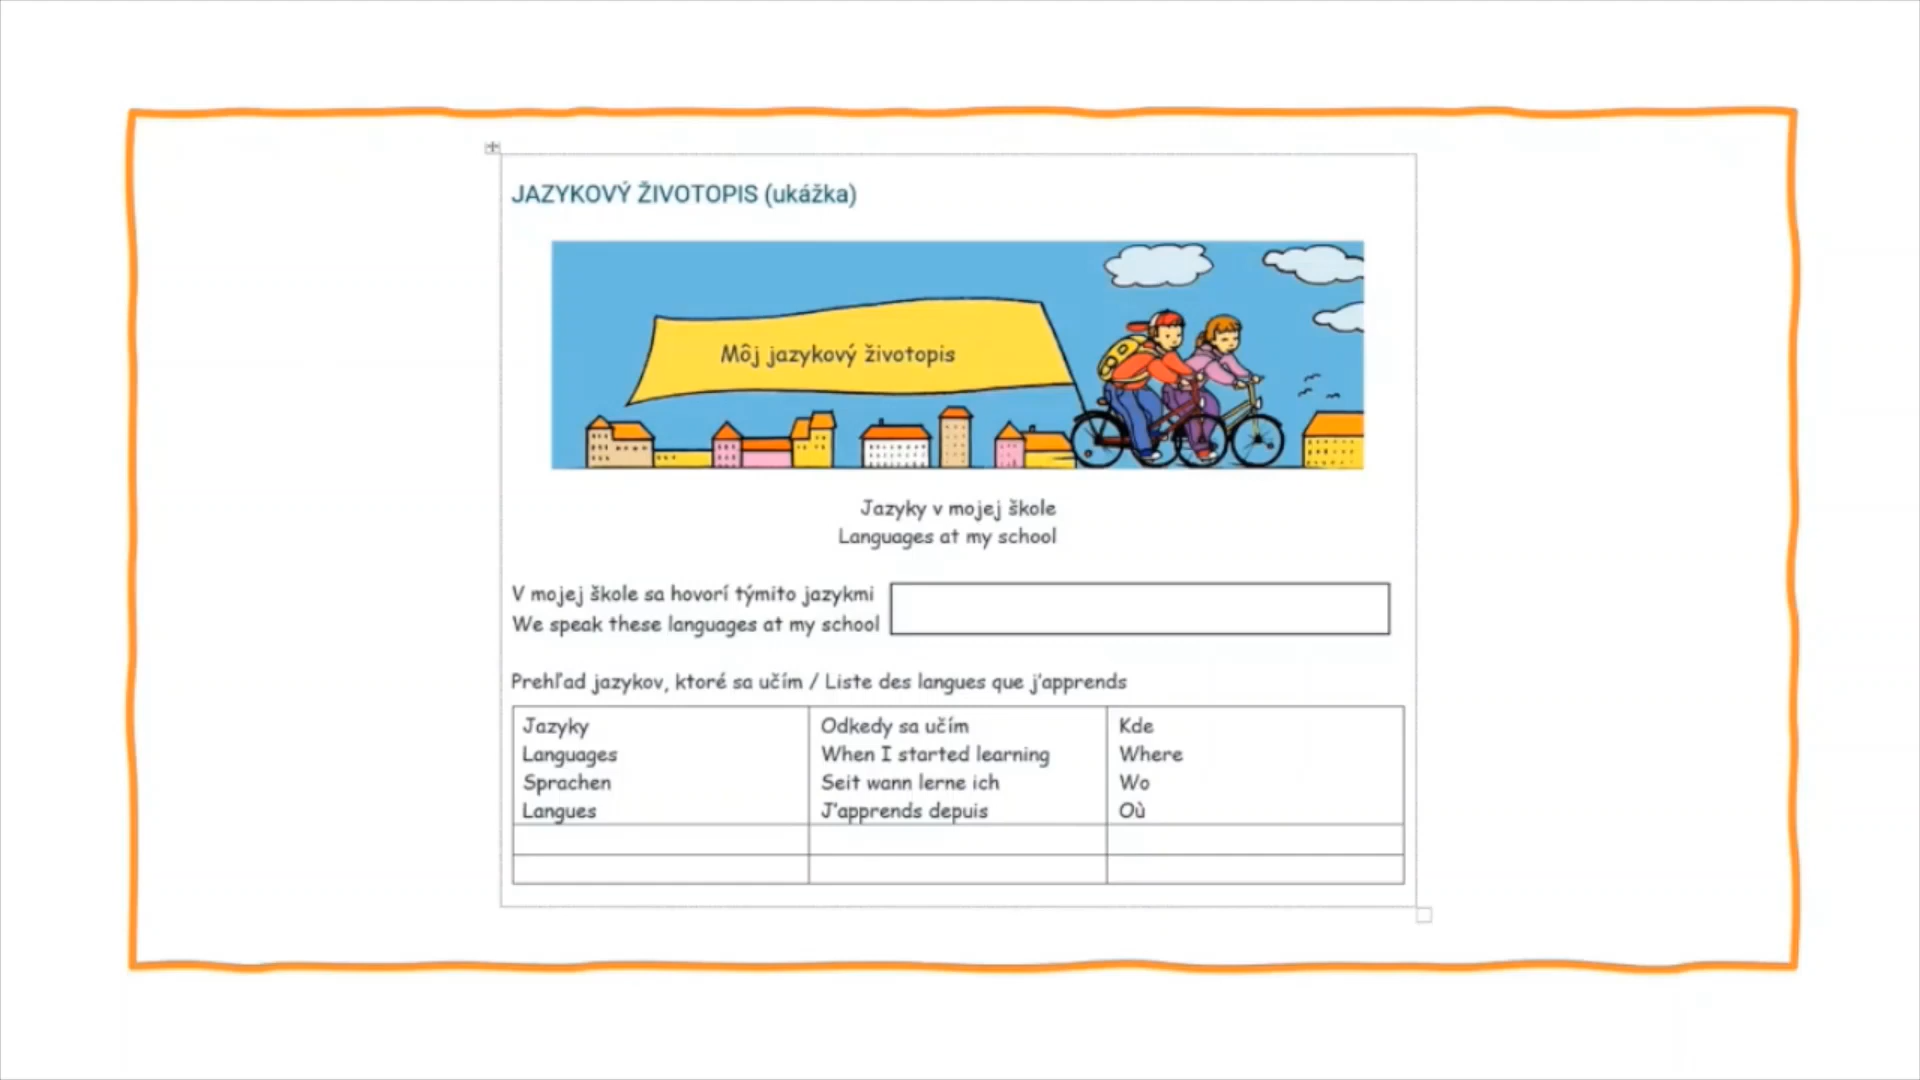 JAZYKOVÝ ŽIVOTOPIS (ukážka)
Môj jazykový životopis
Jazyky v mojej škole
Languages at my school
V mojej škole sa hovorí týmito jazykmi
We speak these languages at my school
Prehľad jazykov, ktoré sa učím / Liste des langues que j'apprends
Jazyky
Languages
Sprachen
Langues
Odkedy sa učím
When I started learning
Seit wann lerne ich
J'apprends depuis
Kde
Where
Wo
Où